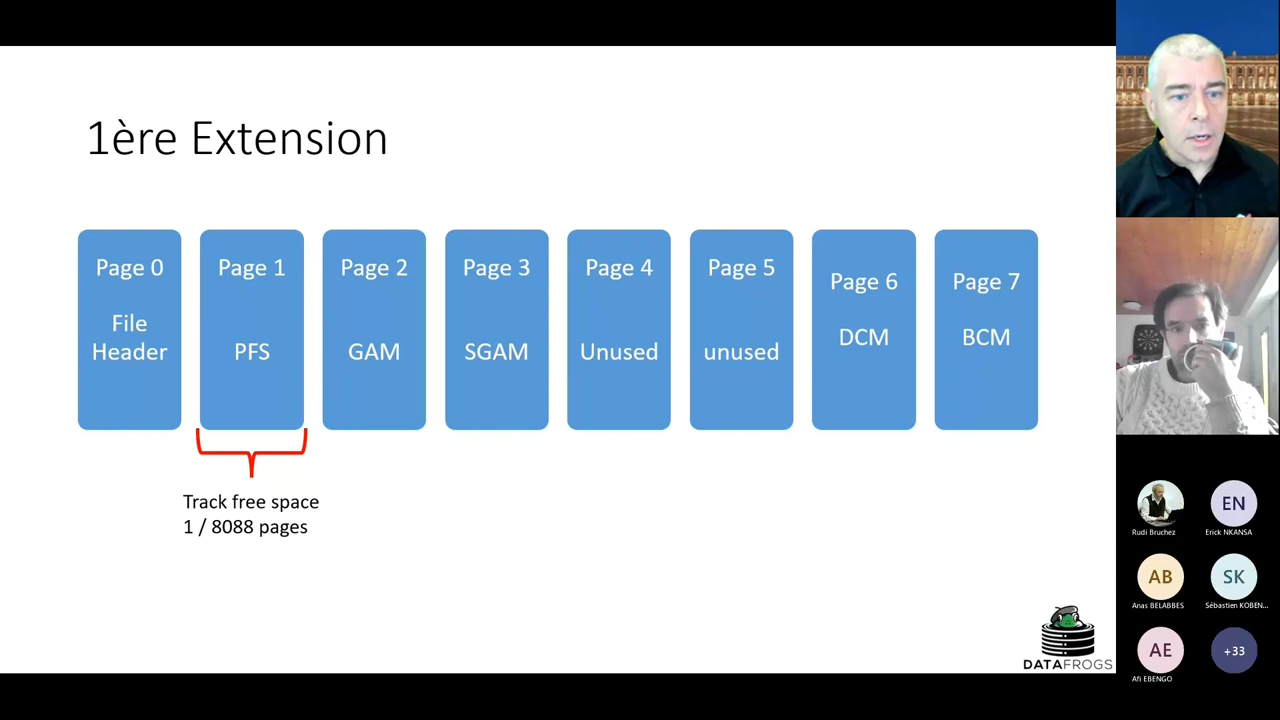 1ère Extension
Page 0
File
Header
Page 1
PFS
Page 2
GAM
Page 3
SGAM
Page 4
Unused
Page 5
unused
Page 6
DCM
Page 7
BCM
Track free space
1 / 8088 pages
DATAFROGS
Rudi Bruchez
EN
Erick NKANSA
AB
Anas BELABBES
SK
Sébastien KOBEN...
AE
Afi EBENGO
+33